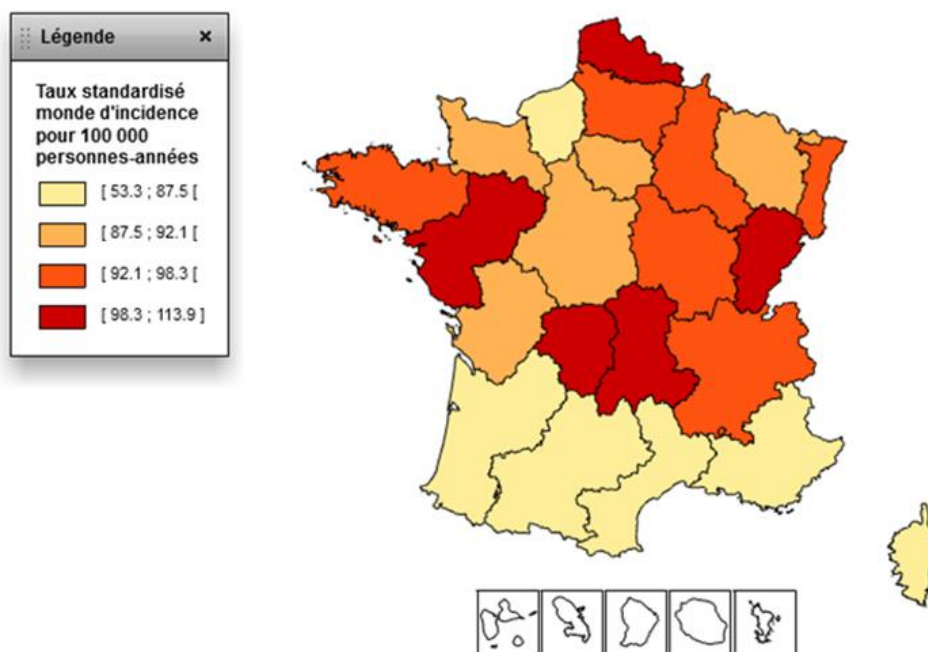 Légende
Taux standardisé
monde d'incidence
pour 100 000
personnes-années
[ 53.3 ; 87.5 [
[ 87.5 ; 92.1 [
[ 92.1 ; 98.3 [
[ 98.3 ; 113.9 ]